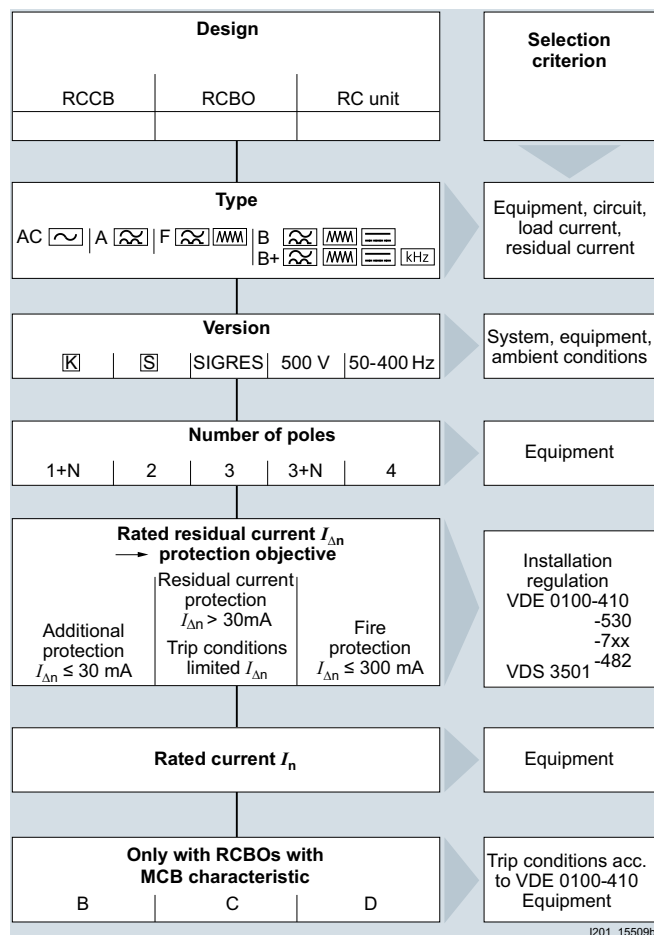 Design
RCCB RCBO RC unit
Selection
criterion
Type
AC A F B
B+ kHz
Equipment, circuit,
load current,
residual current
Version
K S SIGRES 500 V 50-400 Hz
System, equipment,
ambient conditions
Number of poles
1+N 2 3 3+N 4
Equipment
Rated residual current IΔn
→ protection objective
Additional
protection
IΔn ≤ 30 mA
Residual current
protection
IΔn > 30mA
Trip conditions
limited IΔn
Fire
protection
IΔn ≤ 300 mA
Installation
regulation
VDE 0100-410
-530
-7xx
-482
VDS 3501
Rated current In
Equipment
Only with RCBOs with
MCB characteristic
B C D
Trip conditions acc.
to VDE 0100-410
Equipment
I201_15509b